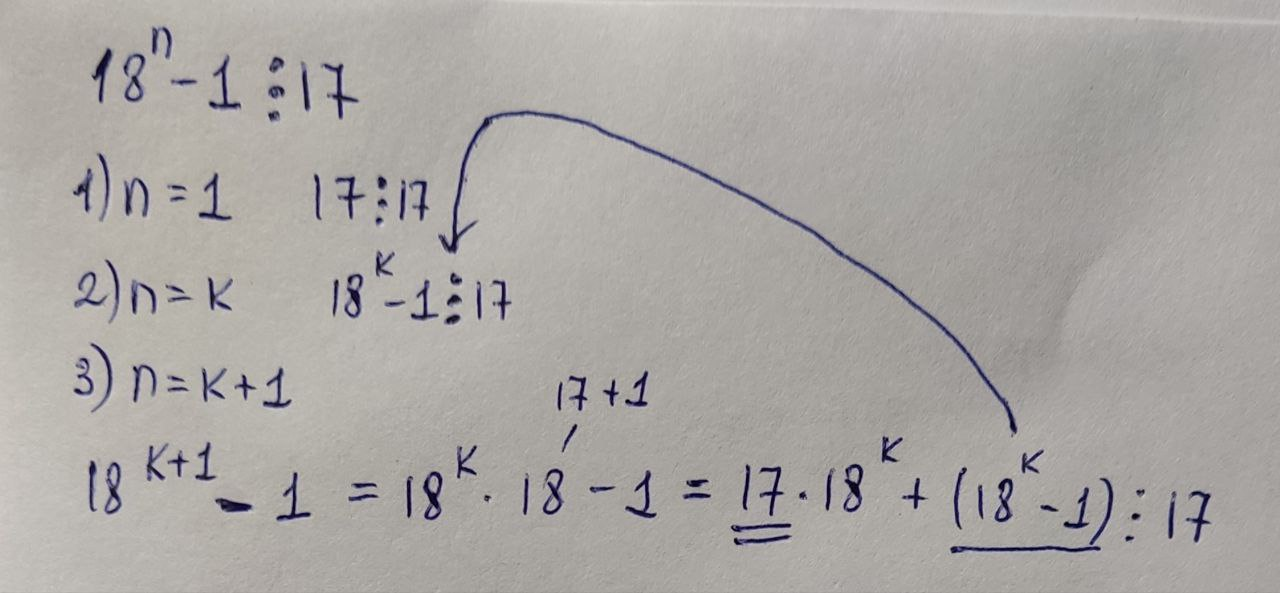 18ⁿ - 1 ⋮ 17
1) n = 1 17 ⋮ 17
2) n = k 18ᵏ - 1 ⋮ 17
3) n = k + 1
17 + 1
18ᵏ⁺¹ - 1 = 18ᵏ · 18 - 1 = 17 · 18ᵏ + (18ᵏ - 1) ⋮ 17